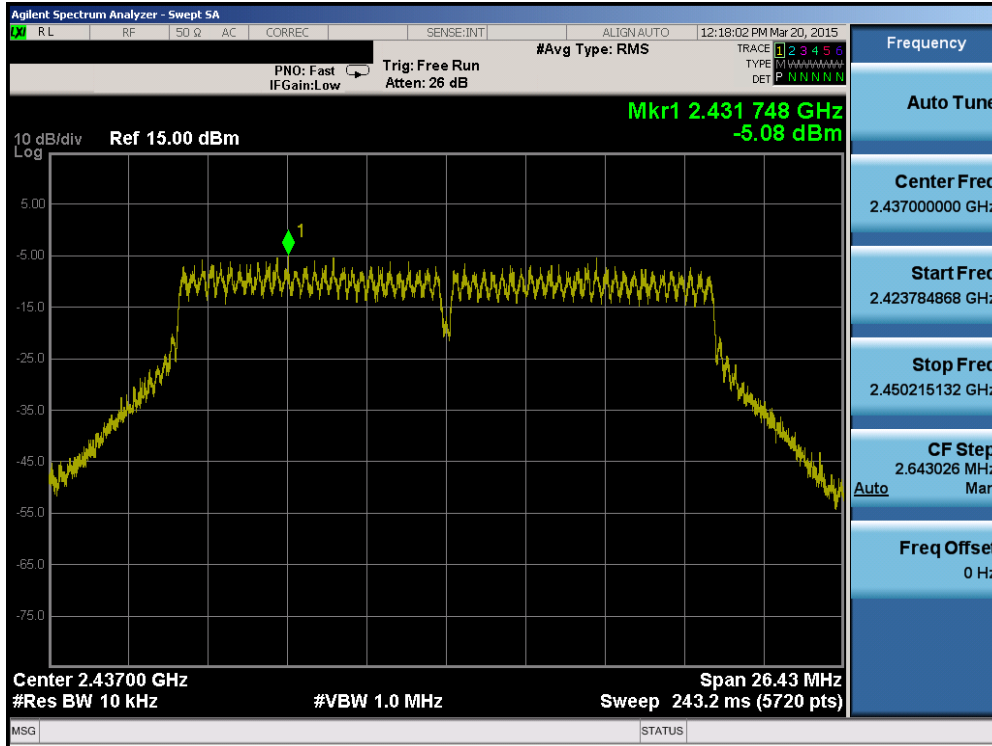 Agilent Spectrum Analyzer - Swept SA
LXI RL RF 50 Ω AC CORREC SENSE:INT ALIGN AUTO 12:18:02 PM Mar 20, 2015
#Avg Type: RMS TRACE 1 2 3 4 5 6
PNO: Fast Trig: Free Run TYPE M WWWWW
IFGain:Low Atten: 26 dB DET P N N N N N
Mkr1 2.431 748 GHz
10 dB/div Ref 15.00 dBm -5.08 dBm
Log
5.00
1
-5.00
-15.0
-25.0
-35.0
-45.0
-55.0
-65.0
-75.0
Center 2.43700 GHz Span 26.43 MHz
#Res BW 10 kHz #VBW 1.0 MHz Sweep 243.2 ms (5720 pts)
MSG STATUS
Frequency
Auto Tune
Center Freq
2.437000000 GHz
Start Freq
2.423784868 GHz
Stop Freq
2.450215132 GHz
CF Step
2.643026 MHz
Auto Man
Freq Offset
0 Hz